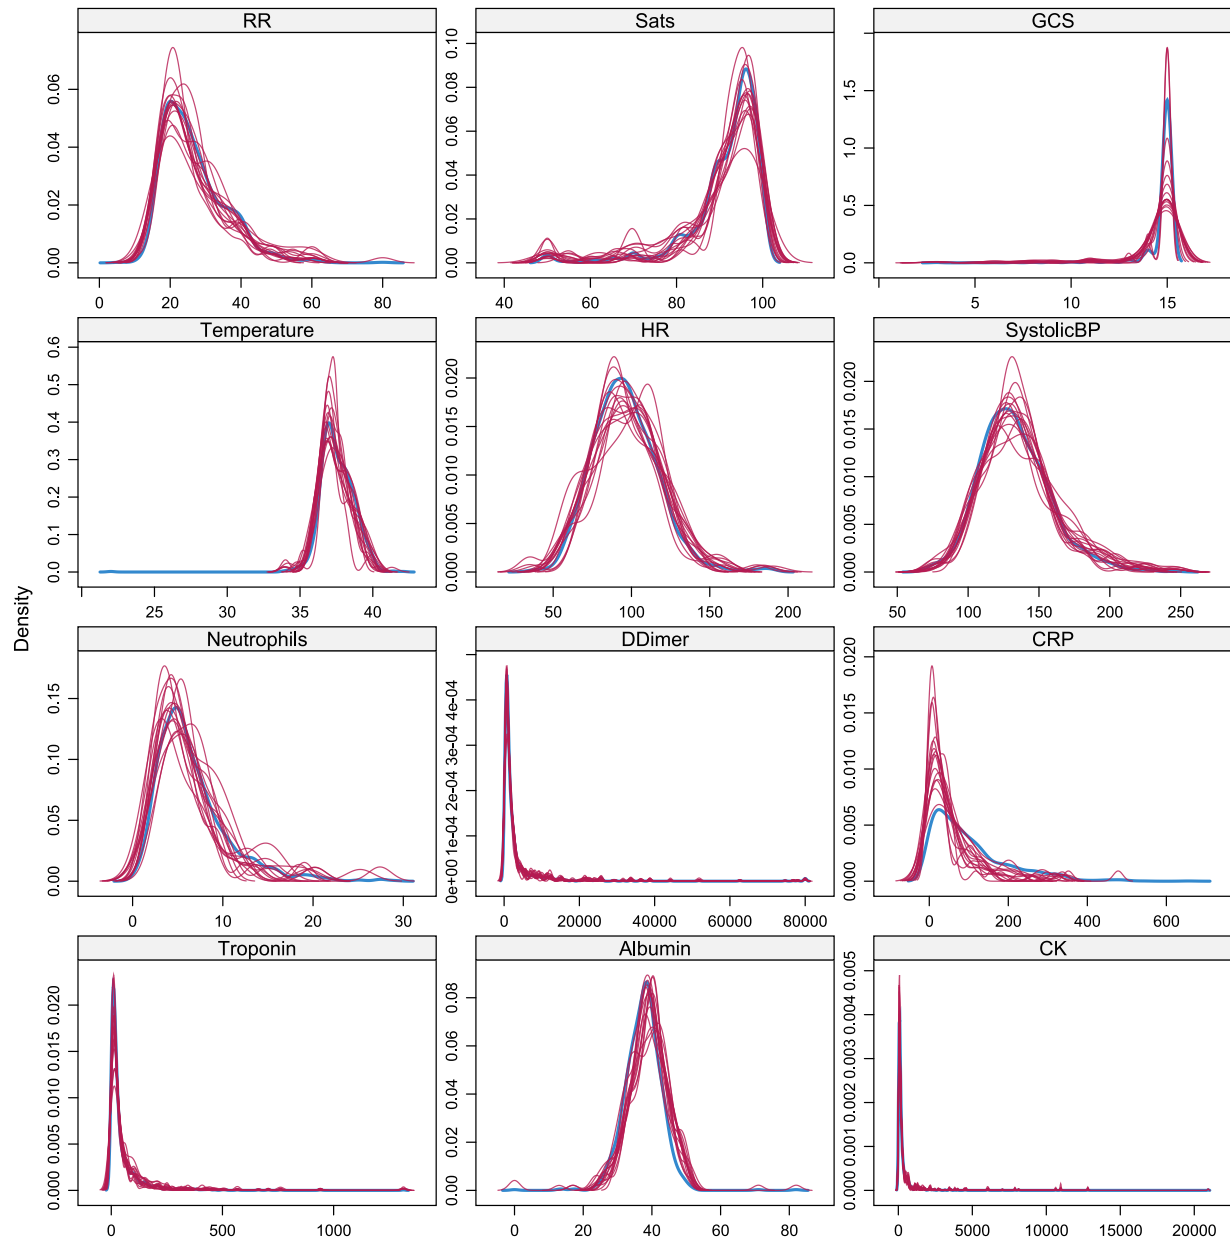 Density
RR
0.06
0.04
0.02
0.00
0 20 40 60 80
Sats
0.10
0.08
0.06
0.04
0.02
0.00
40 60 80 100
GCS
1.5
1.0
0.5
0.0
5 10 15
Temperature
0.6
0.5
0.4
0.3
0.2
0.1
0.0
25 30 35 40
HR
0.020
0.015
0.010
0.005
0.000
50 100 150 200
SystolicBP
0.020
0.015
0.010
0.005
0.000
50 100 150 200 250
Neutrophils
0.15
0.10
0.05
0.00
0 10 20 30
DDimer
4e-04
3e-04
2e-04
1e-04
0e+00
0 20000 40000 60000 80000
CRP
0.020
0.015
0.010
0.005
0.000
0 200 400 600
Troponin
0.020
0.015
0.010
0.005
0.000
0 500 1000
Albumin
0.08
0.06
0.04
0.02
0.00
0 20 40 60 80
CK
0.005
0.004
0.003
0.002
0.001
0.000
0 5000 10000 15000 20000